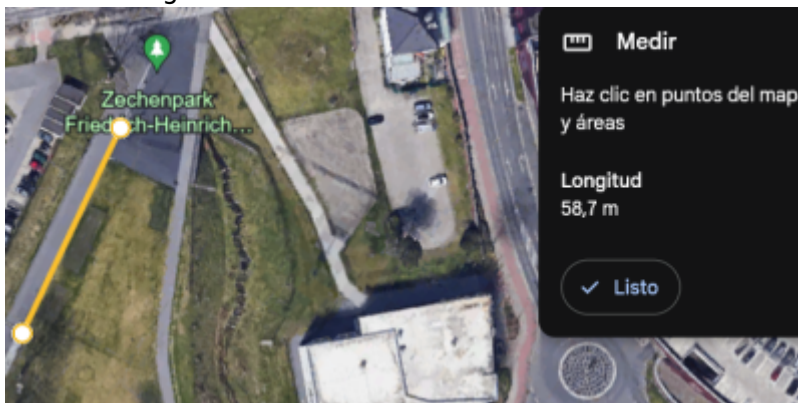 Zechenpark
Friedrich-Heinrich...
Medir
Haz clic en puntos del map
y áreas
Longitud
58,7 m
Listo